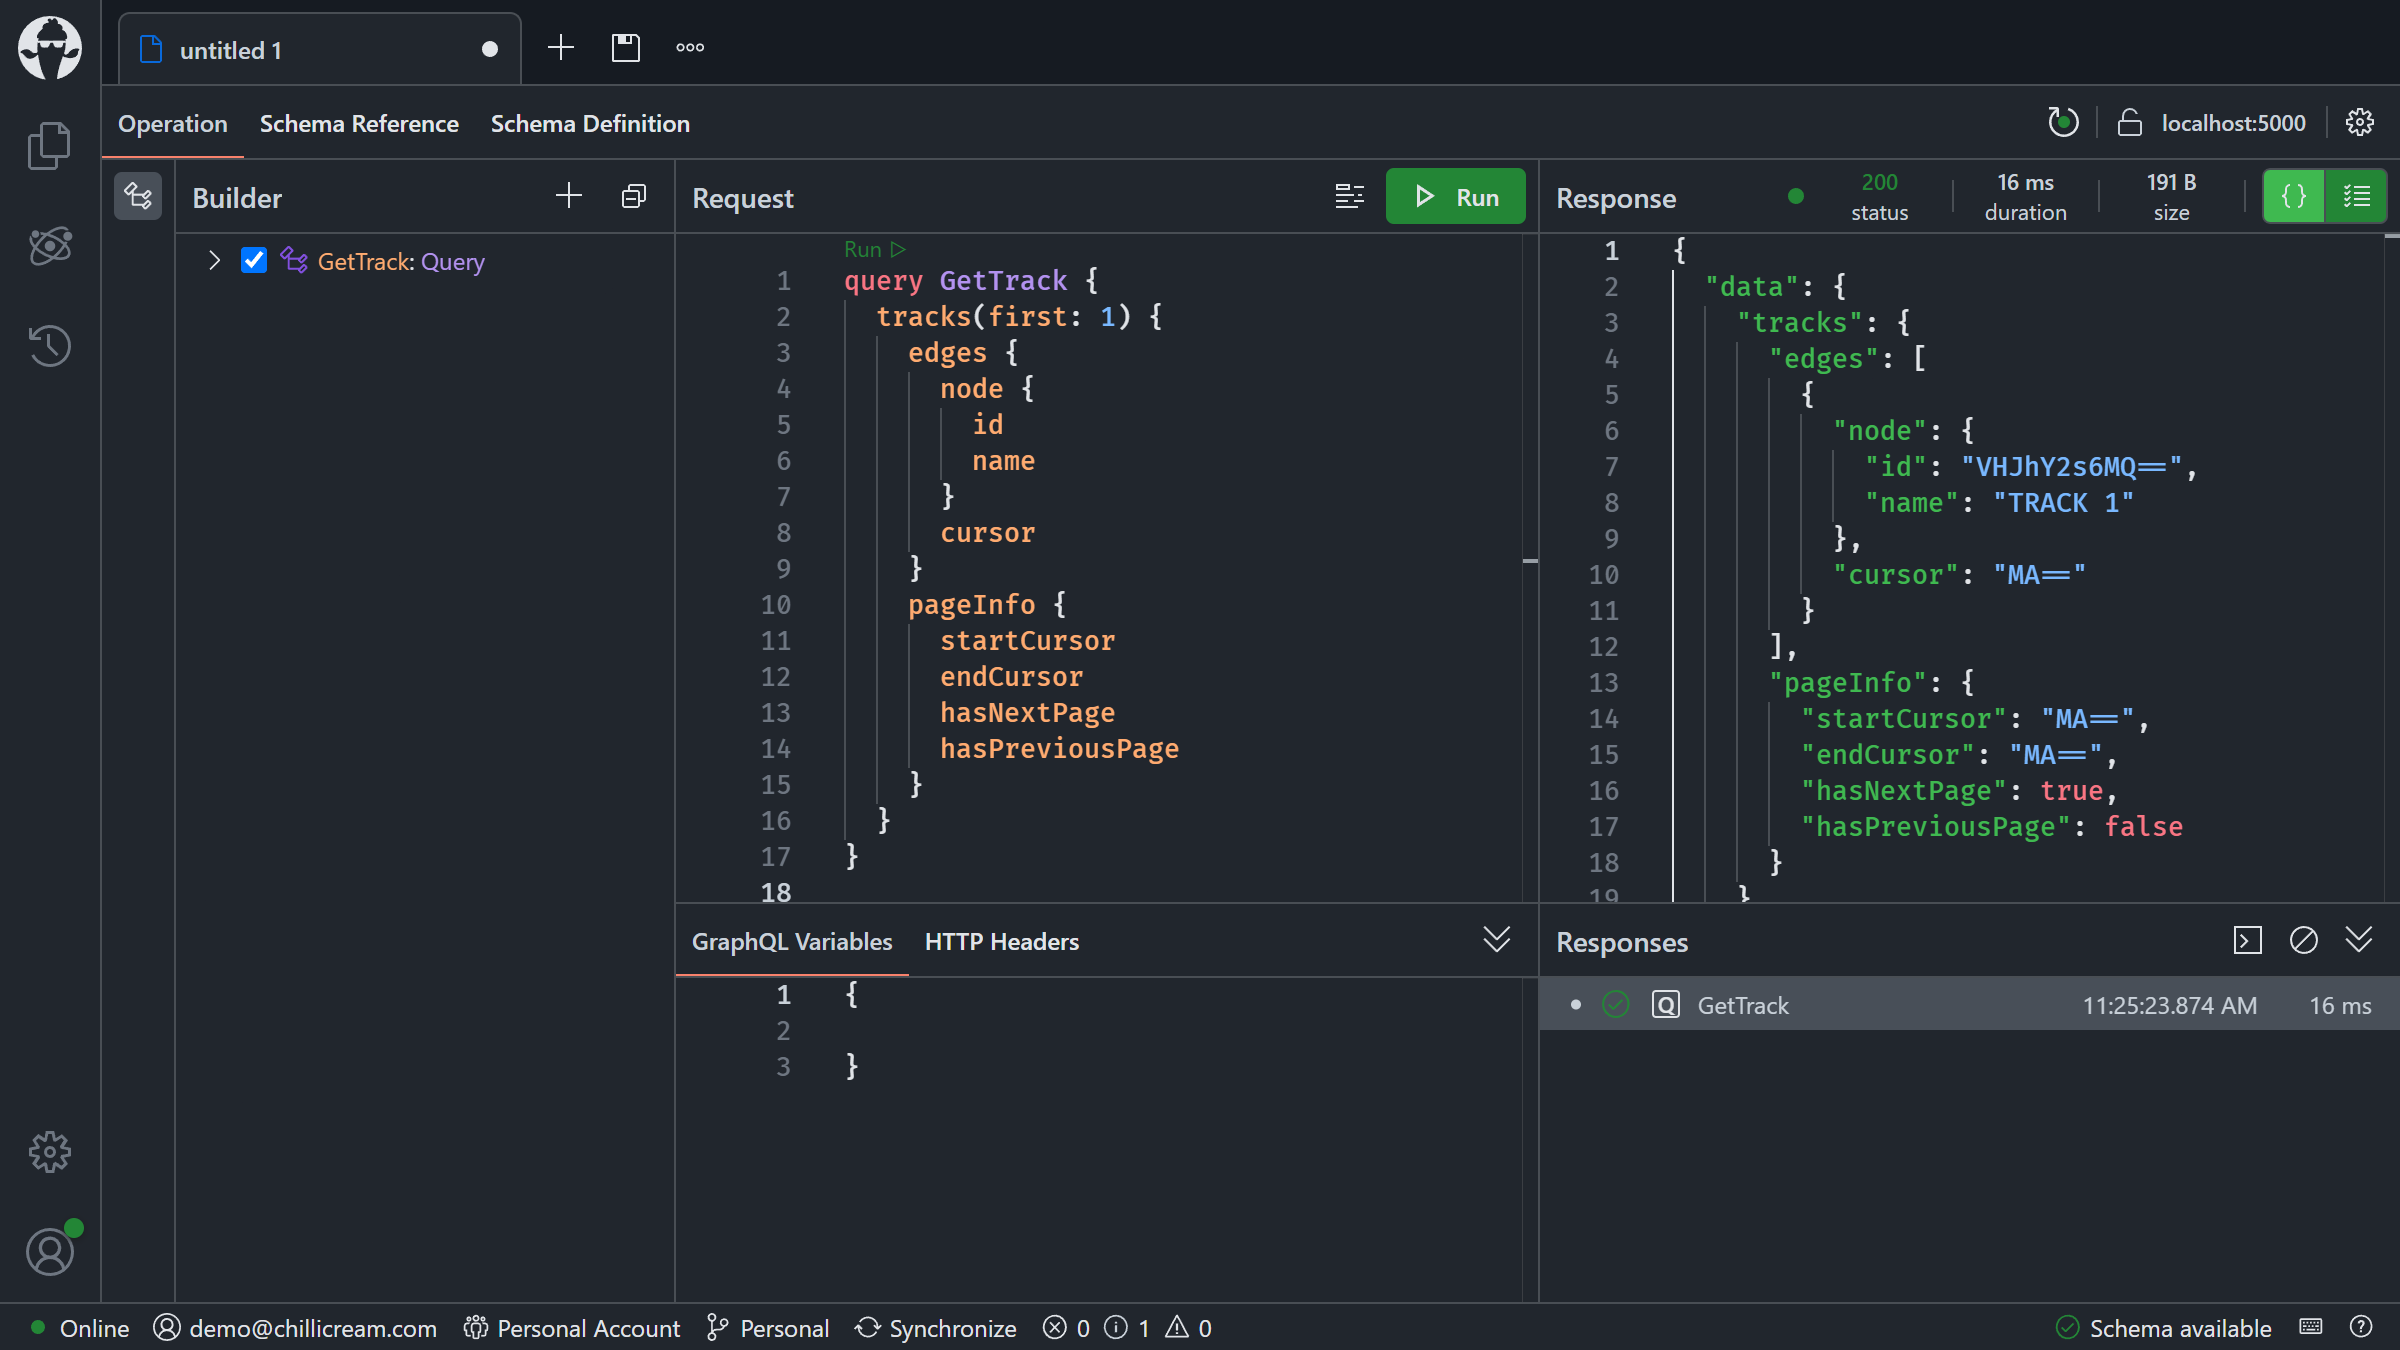 untitled 1
Operation Schema Reference Schema Definition
localhost:5000
Builder
GetTrack: Query
Request
Run
Run ▷
1 query GetTrack {
2 tracks(first: 1) {
3 edges {
4 node {
5 id
6 name
7 }
8 cursor
9 }
10 pageInfo {
11 startCursor
12 endCursor
13 hasNextPage
14 hasPreviousPage
15 }
16 }
17 }
18
GraphQL Variables HTTP Headers
1 {
2
3 }
Response
200 status
16 ms duration
191 B size
{}
1 {
2 "data": {
3 "tracks": {
4 "edges": [
5 {
6 "node": {
7 "id": "VHJhY2s6MQ==",
8 "name": "TRACK 1"
9 },
10 "cursor": "MA=="
11 }
12 ],
13 "pageInfo": {
14 "startCursor": "MA==",
15 "endCursor": "MA==",
16 "hasNextPage": true,
17 "hasPreviousPage": false
18 }
19 }
Responses
Q GetTrack 11:25:23.874 AM 16 ms
Online demo@chillicream.com Personal Account Personal Synchronize 0 1 0 Schema available